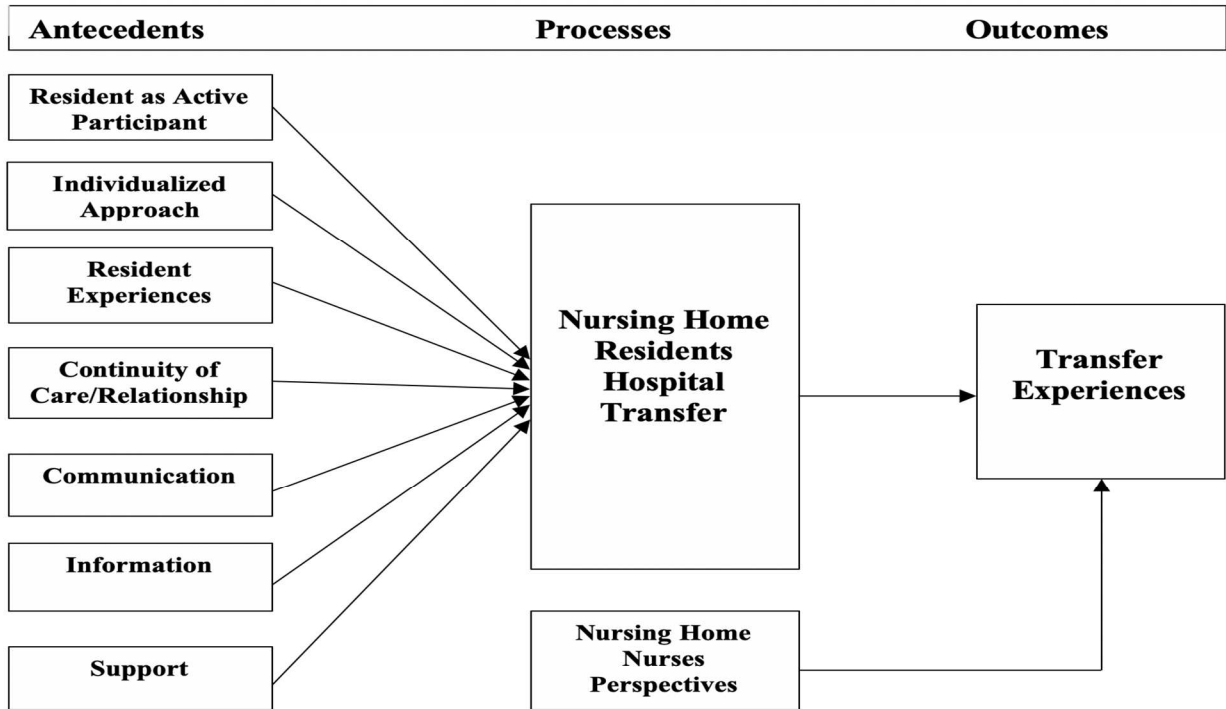 Antecedents Processes Outcomes
Resident as Active
Participant
Individualized
Approach
Resident
Experiences
Continuity of
Care/Relationship
Communication
Information
Support
Nursing Home
Residents
Hospital
Transfer
Nursing Home
Nurses
Perspectives
Transfer
Experiences